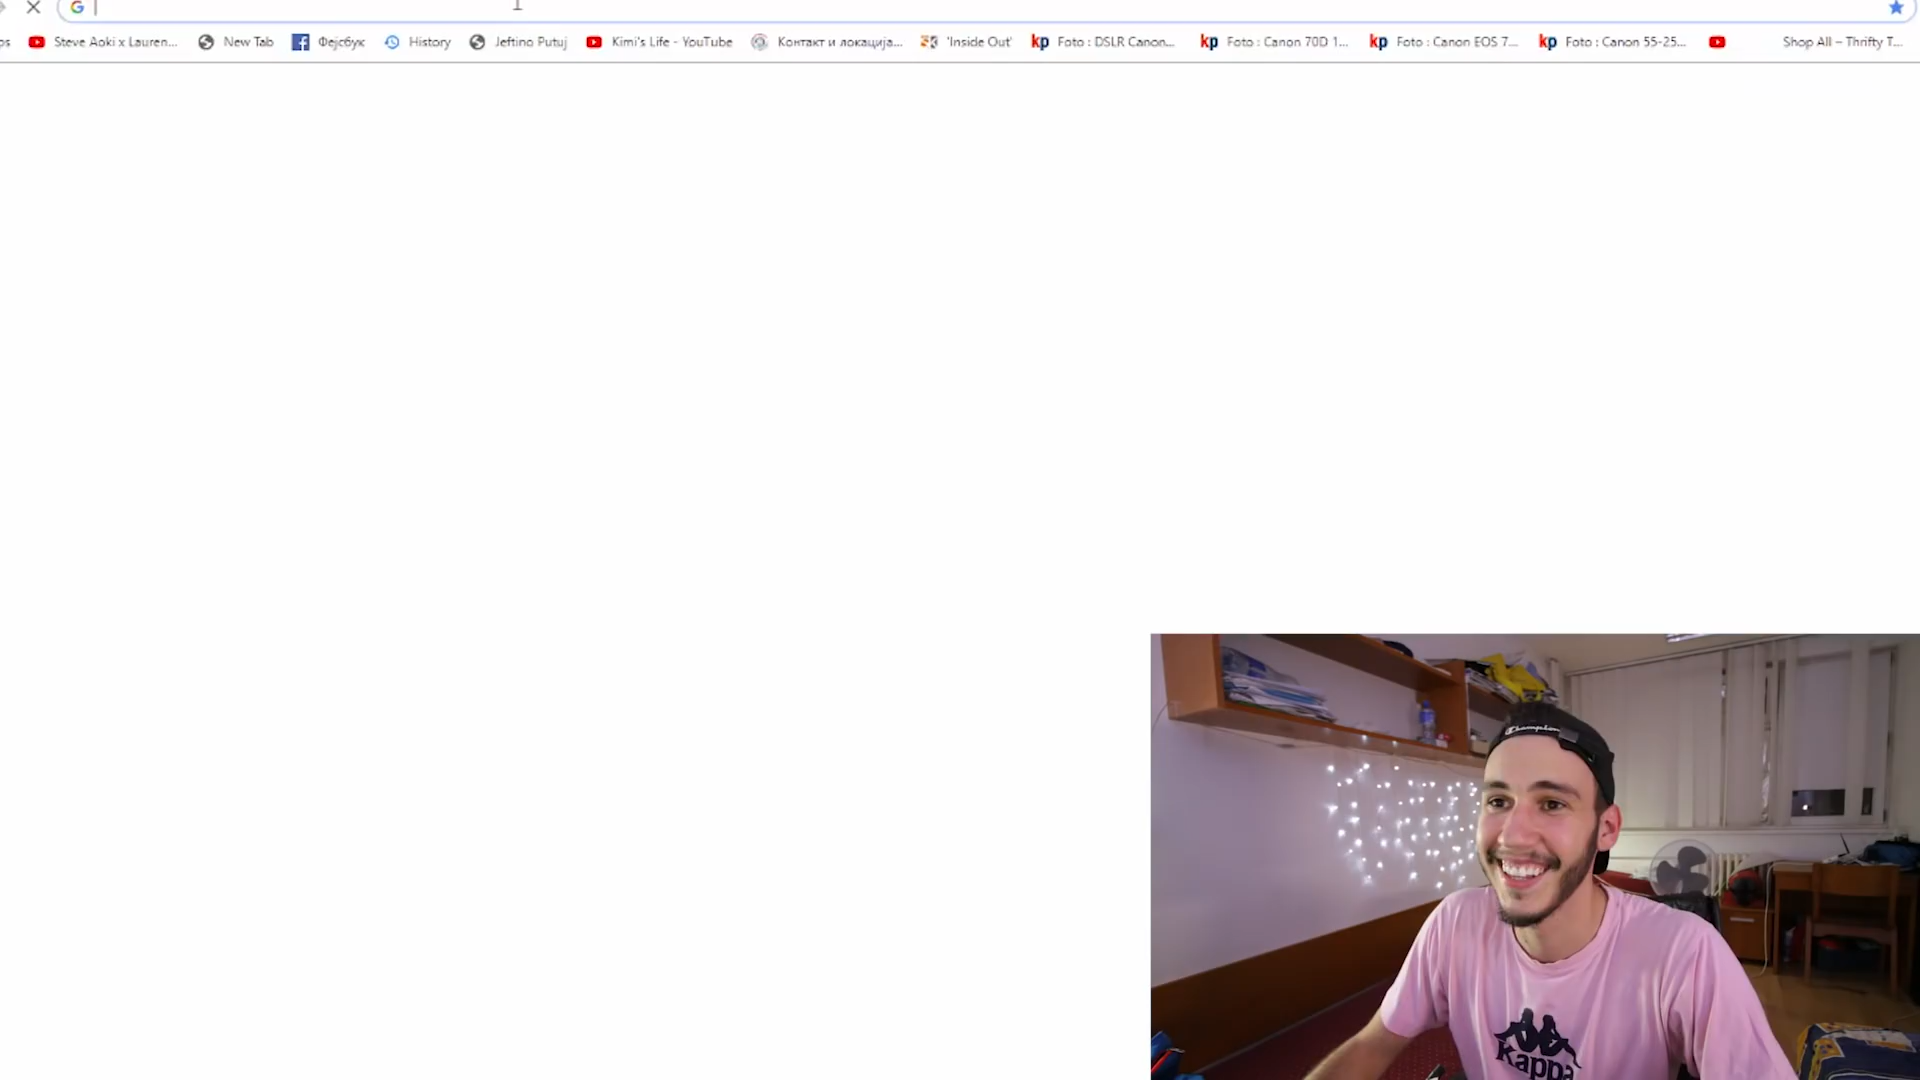 Steve Aoki x Lauren... New Tab Фејсбук History Jeftino Putuj Kimi's Life - YouTube Контакт и локација... 'Inside Out' kp Foto : DSLR Canon... kp Foto : Canon 70D 1... kp Foto : Canon EOS 7... kp Foto : Canon 55-25... Shop All – Thrifty T...
Champion
Kappa